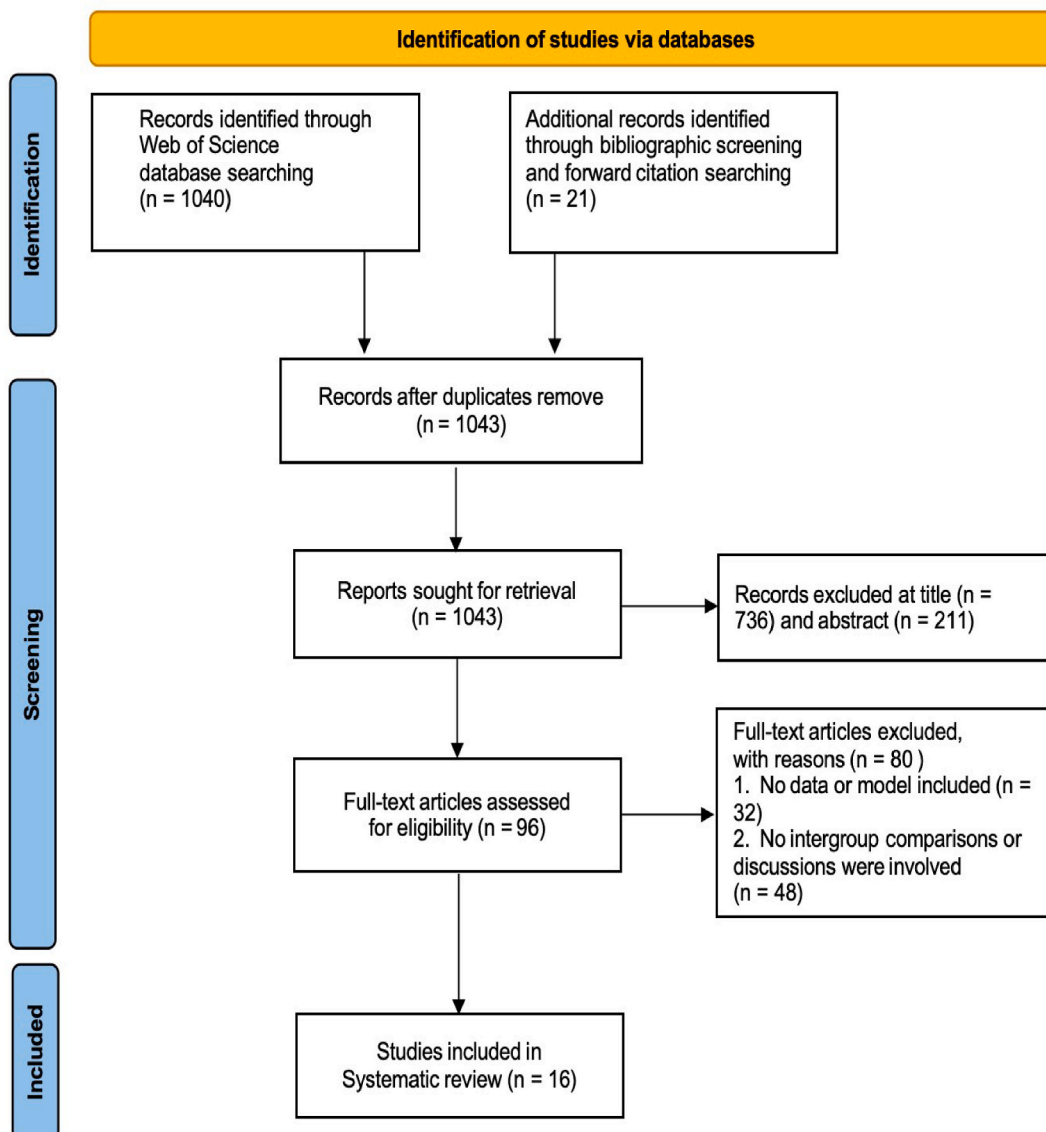 Identification of studies via databases
Identification
Records identified through
Web of Science
database searching
(n = 1040)
Additional records identified
through bibliographic screening
and forward citation searching
(n = 21)
Screening
Records after duplicates remove
(n = 1043)
Reports sought for retrieval
(n = 1043)
Records excluded at title (n =
736) and abstract (n = 211)
Full-text articles assessed
for eligibility (n = 96)
Full-text articles excluded,
with reasons (n = 80 )
1. No data or model included (n =
32)
2. No intergroup comparisons or
discussions were involved
(n = 48)
Included
Studies included in
Systematic review (n = 16)